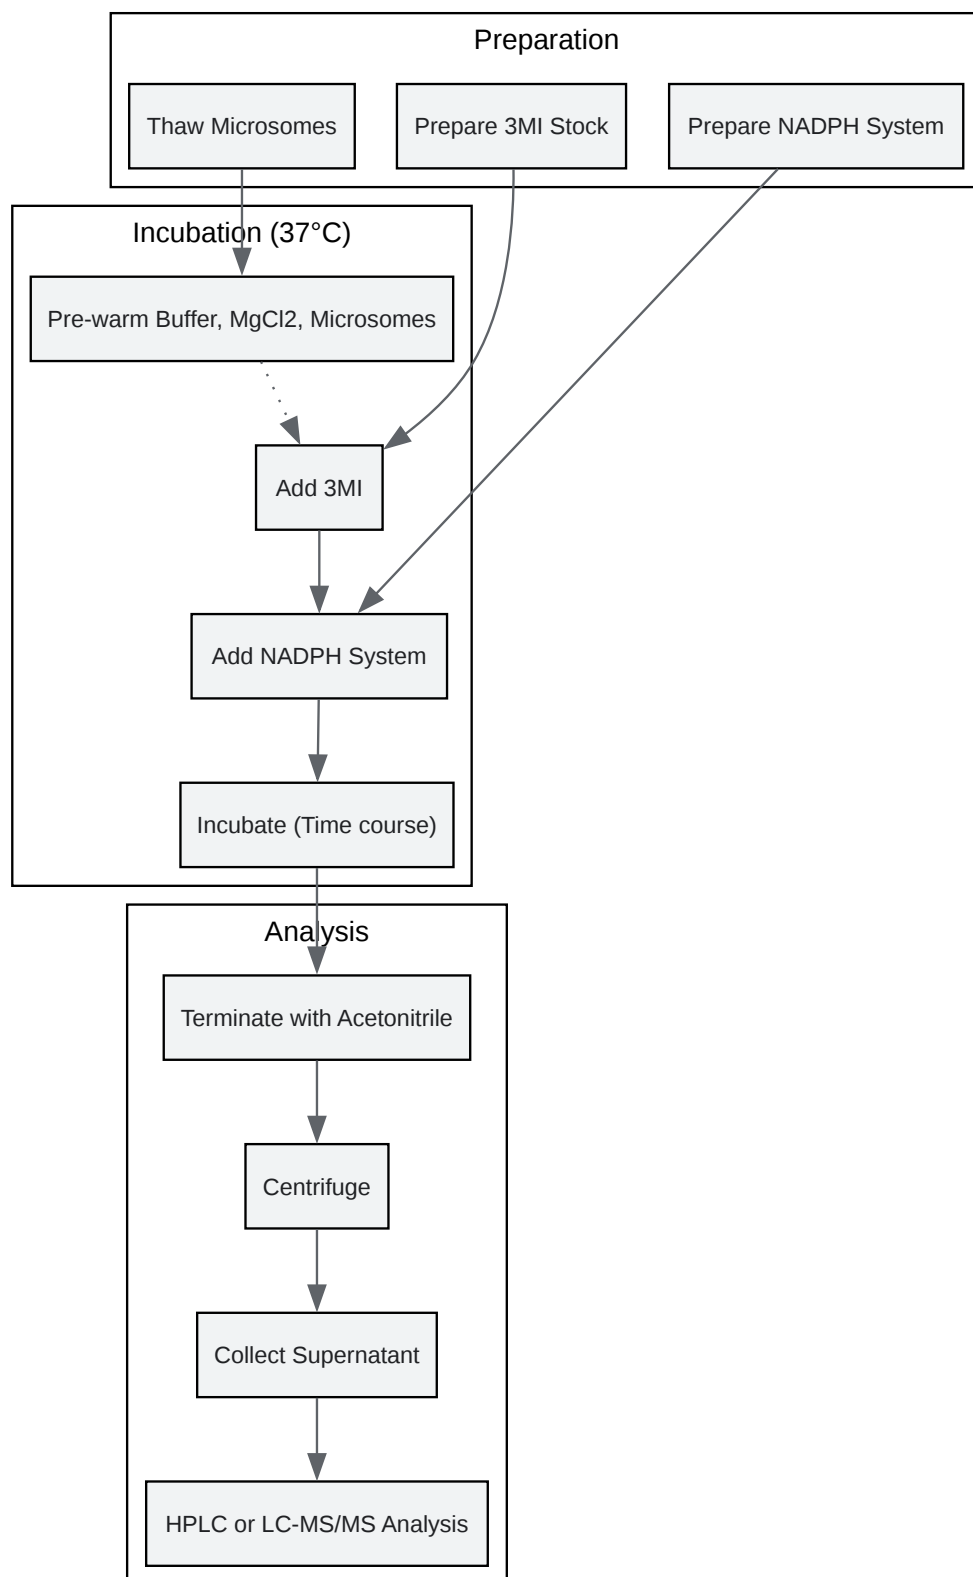 Preparation
Thaw Microsomes
Prepare 3MI Stock
Prepare NADPH System
Incubation (37°C)
Pre-warm Buffer, MgCl2, Microsomes
Add 3MI
Add NADPH System
Incubate (Time course)
Analysis
Terminate with Acetonitrile
Centrifuge
Collect Supernatant
HPLC or LC-MS/MS Analysis